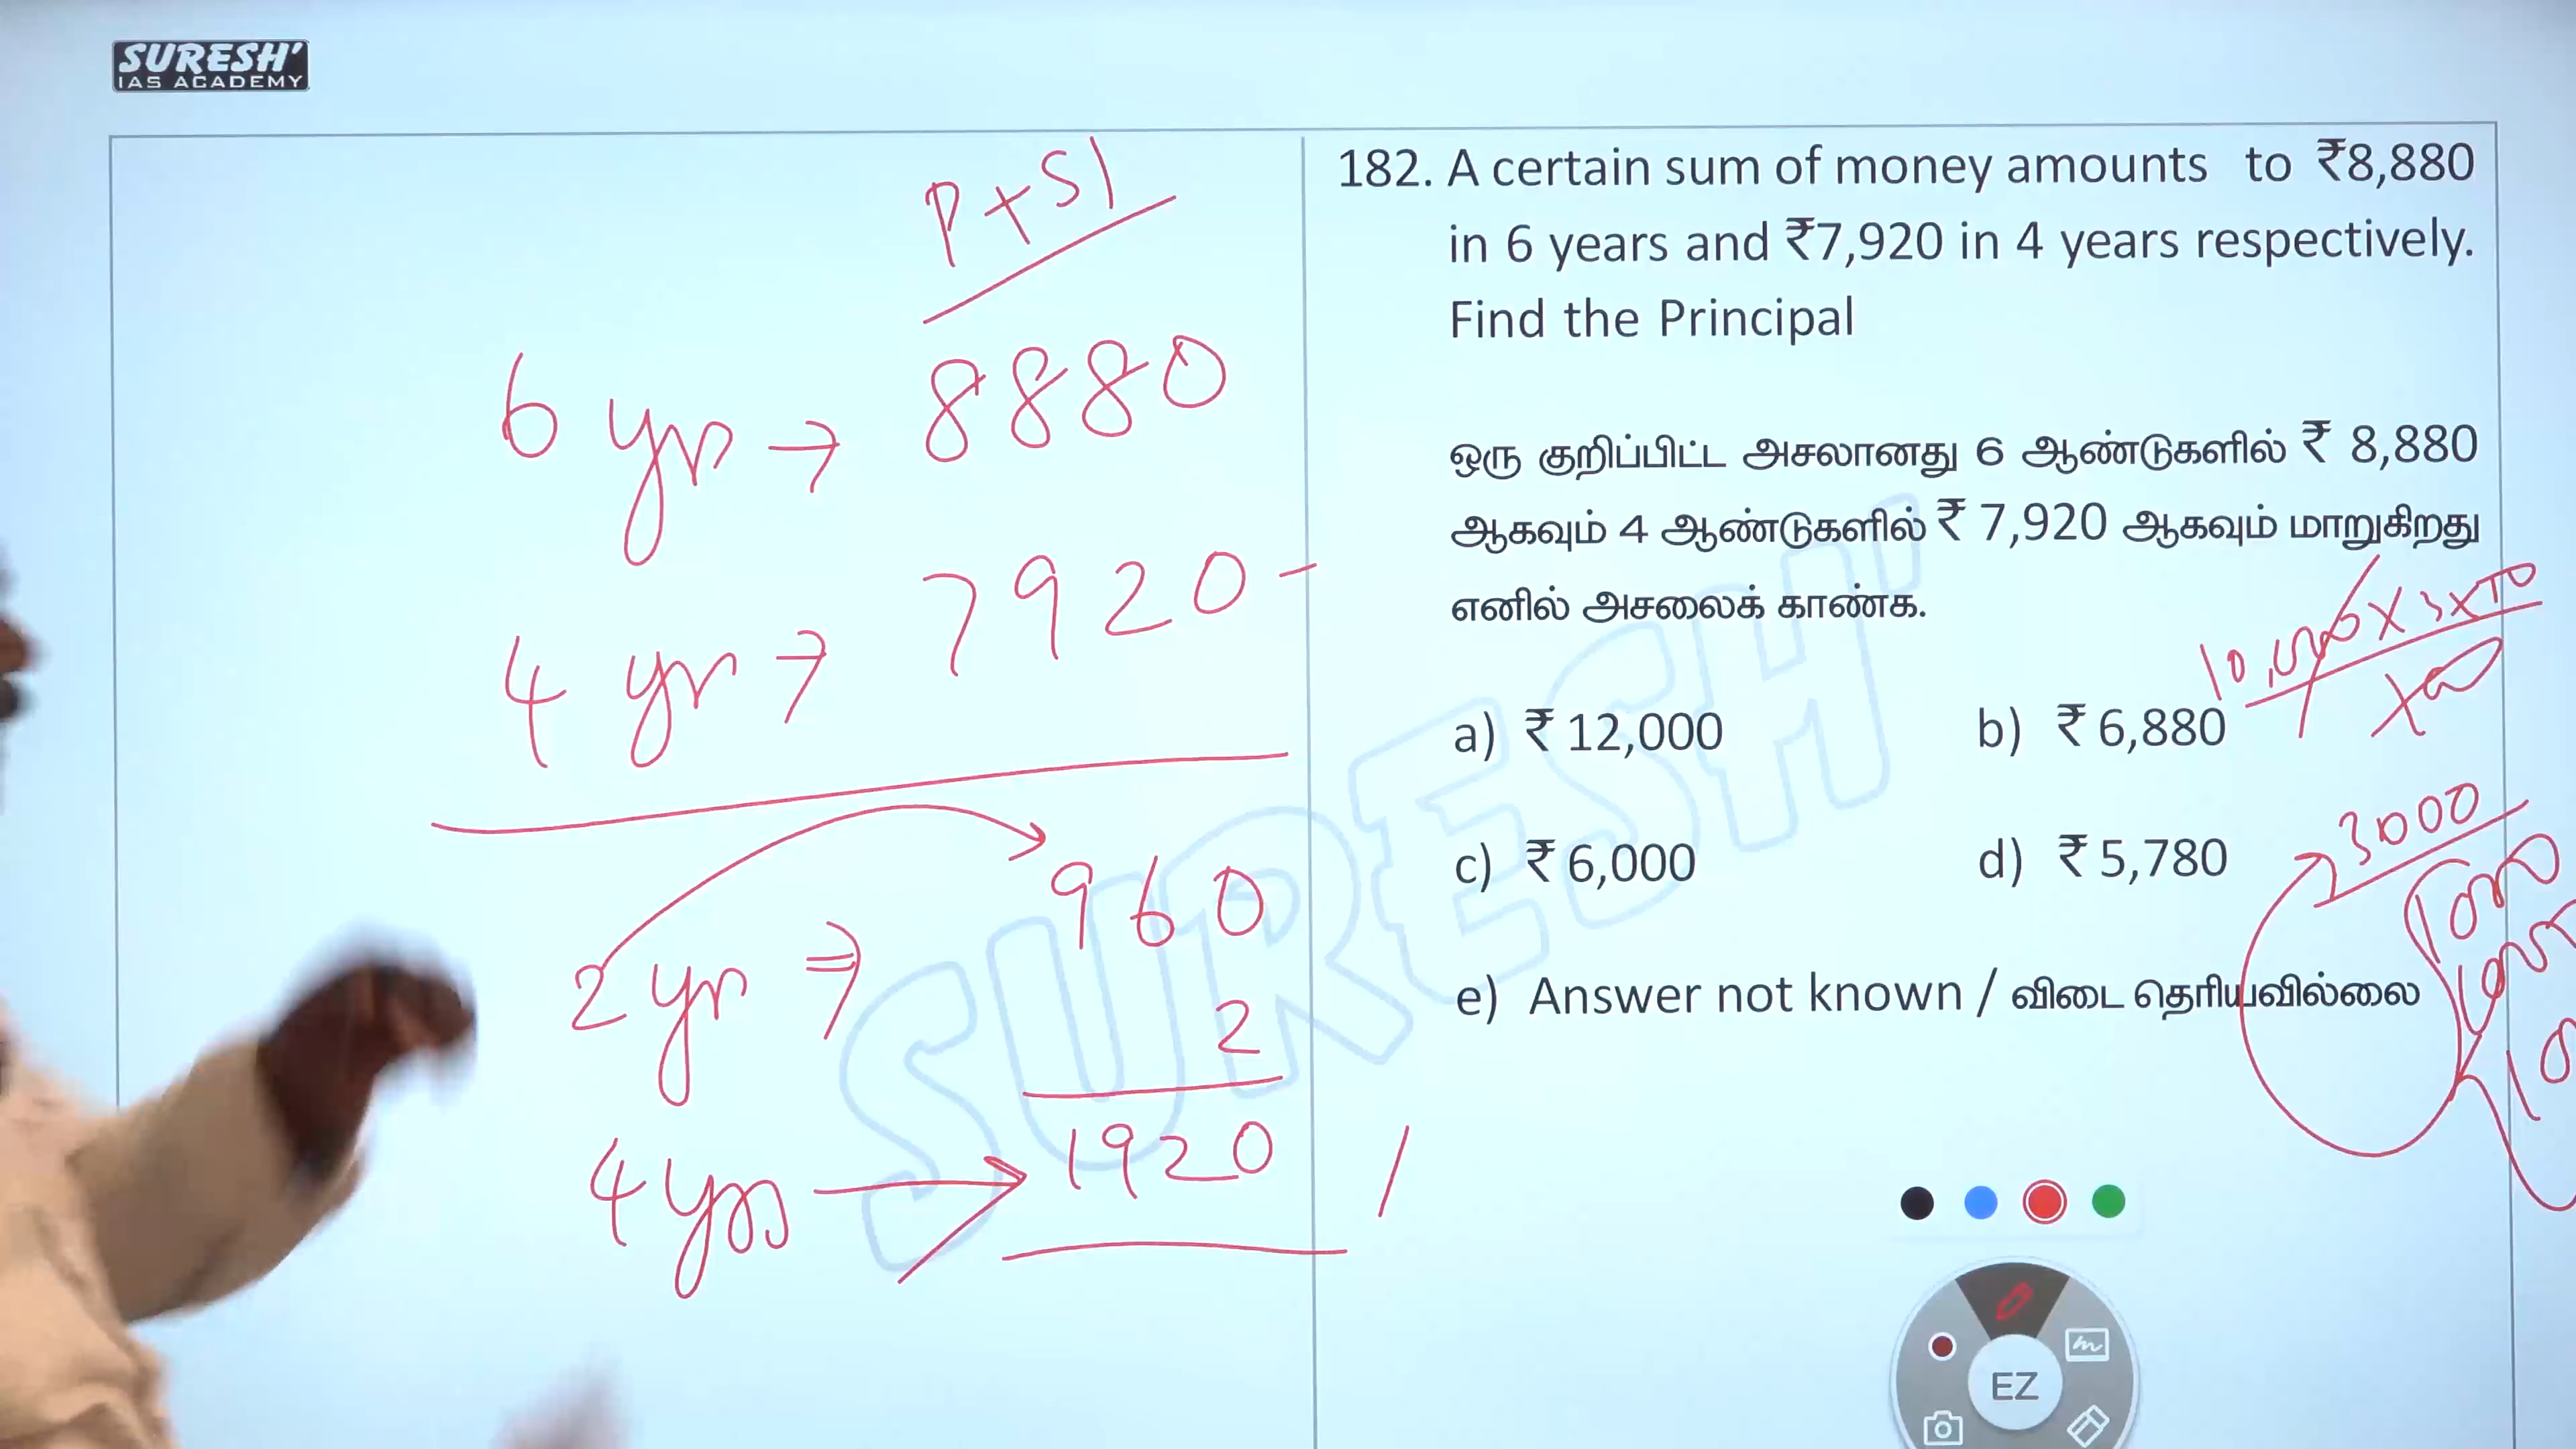 SURESH'
IAS ACADEMY
P+SI
6 yr → 8880
4 yr → 7920 -
2 yr ⇒ 960
2
4 yrs → 1920
182. A certain sum of money amounts to ₹8,880
in 6 years and ₹7,920 in 4 years respectively.
Find the Principal
ஒரு குறிப்பிட்ட அசலானது 6 ஆண்டுகளில் ₹ 8,880
ஆகவும் 4 ஆண்டுகளில் ₹ 7,920 ஆகவும் மாறுகிறது
எனில் அசலைக் காண்க.
a) ₹ 12,000 b) ₹ 6,880
c) ₹ 6,000 d) ₹ 5,780
e) Answer not known / விடை தெரியவில்லை
3000
SURESH'
EZ